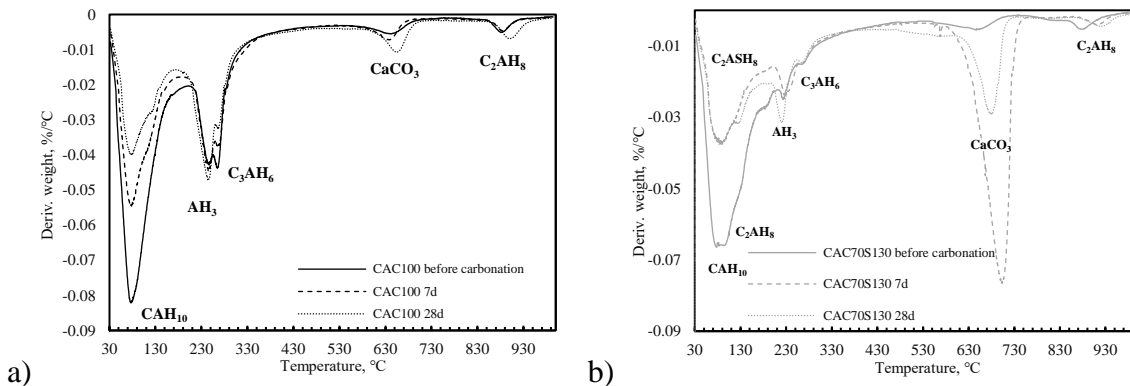 0
-0.01
-0.02
-0.03
-0.04
-0.05
-0.06
-0.07
-0.08
-0.09
Deriv. weight, %/°C
30 130 230 330 430 530 630 730 830 930
Temperature, °C
CaCO₃
C₂AH₈
C₃AH₆
AH₃
CAH₁₀
CAC100 before carbonation
CAC100 7d
CAC100 28d
a)
-0.01
-0.03
-0.05
-0.07
-0.09
Deriv. weight, %/°C
30 130 230 330 430 530 630 730 830 930
Temperature, °C
C₂ASH₈
C₂AH₈
C₃AH₆
AH₃
CaCO₃
C₂AH₈
CAH₁₀
CAC70S130 before carbonation
CAC70S130 7d
CAC70S130 28d
b)